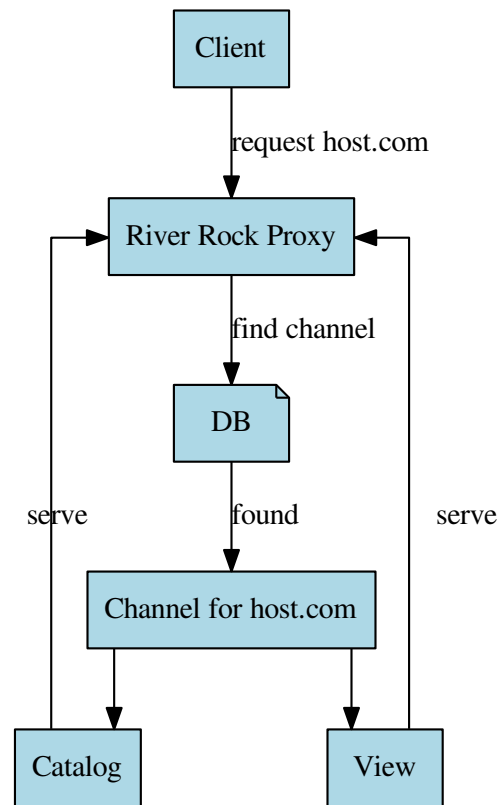 Client
request host.com
River Rock Proxy
find channel
DB
serve
found
serve
Channel for host.com
Catalog
View